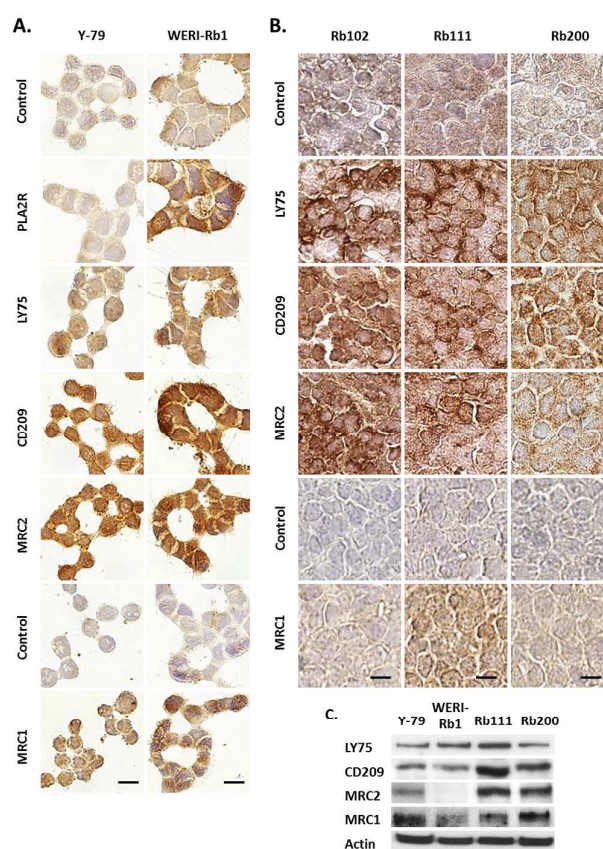 A.
Y-79 WERI-Rb1
Control
PLA2R
LY75
CD209
MRC2
Control
MRC1
B.
Rb102 Rb111 Rb200
Control
LY75
CD209
MRC2
Control
MRC1
C.
Y-79 WERI-Rb1 Rb111 Rb200
LY75
CD209
MRC2
MRC1
Actin